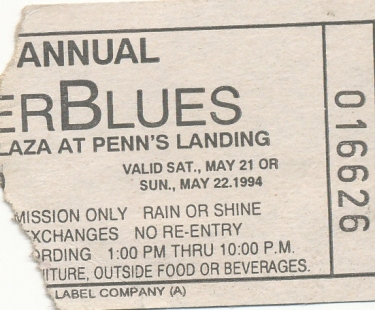 ANNUAL
ERBLUES
LAZA AT PENN'S LANDING
VALID SAT., MAY 21 OR
SUN., MAY 22.1994
MISSION ONLY RAIN OR SHINE
EXCHANGES NO RE-ENTRY
ORDING 1:00 PM THRU 10:00 P.M.
ITURE, OUTSIDE FOOD OR BEVERAGES.
LABEL COMPANY (A)
016626